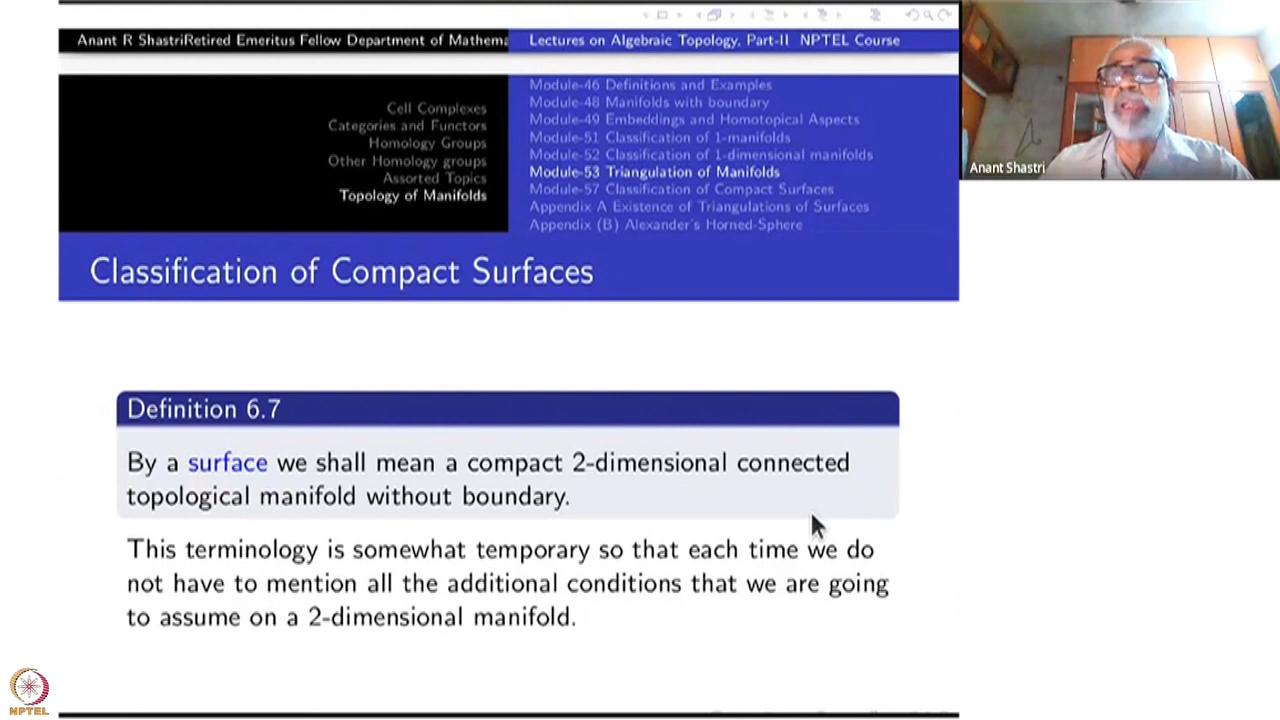 Anant R ShastriRetired Emeritus Fellow Department of Mathema
Lectures on Algebraic Topology, Part-II NPTEL Course
Cell Complexes
Categories and Functors
Homology Groups
Other Homology groups
Assorted Topics
Topology of Manifolds
Module-46 Definitions and Examples
Module-48 Manifolds with boundary
Module-49 Embeddings and Homotopical Aspects
Module-51 Classification of 1-manifolds
Module-52 Classification of 1-dimensional manifolds
Module-53 Triangulation of Manifolds
Module-57 Classification of Compact Surfaces
Appendix A Existence of Triangulations of Surfaces
Appendix (B) Alexander's Horned-Sphere
Anant Shastri
Classification of Compact Surfaces
Definition 6.7
By a surface we shall mean a compact 2-dimensional connected
topological manifold without boundary.
This terminology is somewhat temporary so that each time we do
not have to mention all the additional conditions that we are going
to assume on a 2-dimensional manifold.
NPTEL